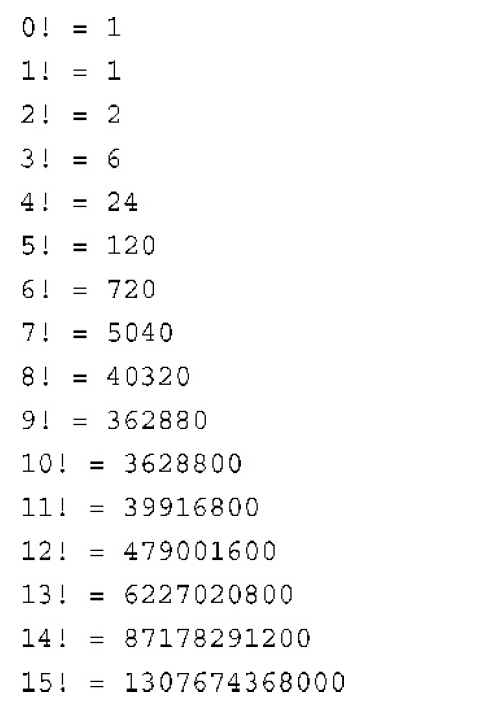 0! = 1
1! = 1
2! = 2
3! = 6
4! = 24
5! = 120
6! = 720
7! = 5040
8! = 40320
9! = 362880
10! = 3628800
11! = 39916800
12! = 479001600
13! = 6227020800
14! = 87178291200
15! = 1307674368000